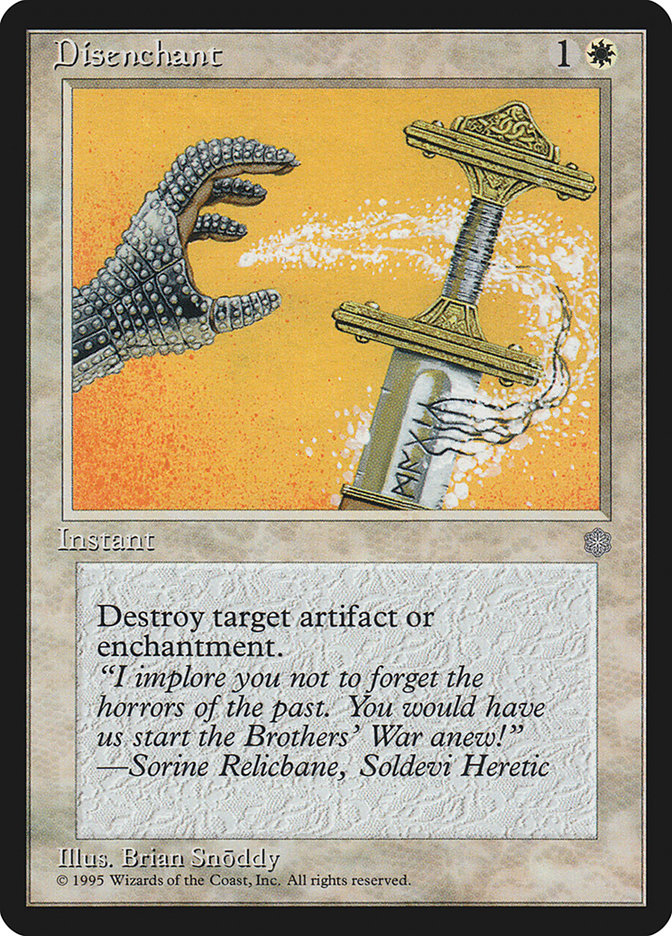 Disenchant 1
Instant
Destroy target artifact or
enchantment.
“I implore you not to forget the
horrors of the past. You would have
us start the Brothers’ War anew!”
—Sorine Relicbane, Soldevi Heretic
Illus. Brian Snōddy
© 1995 Wizards of the Coast, Inc. All rights reserved.